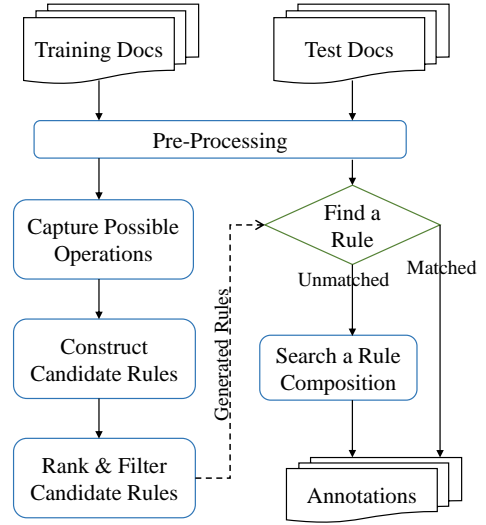 Training Docs
Test Docs
Pre-Processing
Capture Possible
Operations
Find a
Rule
Unmatched
Matched
Generated Rules
Construct
Candidate Rules
Search a Rule
Composition
Rank & Filter
Candidate Rules
Annotations